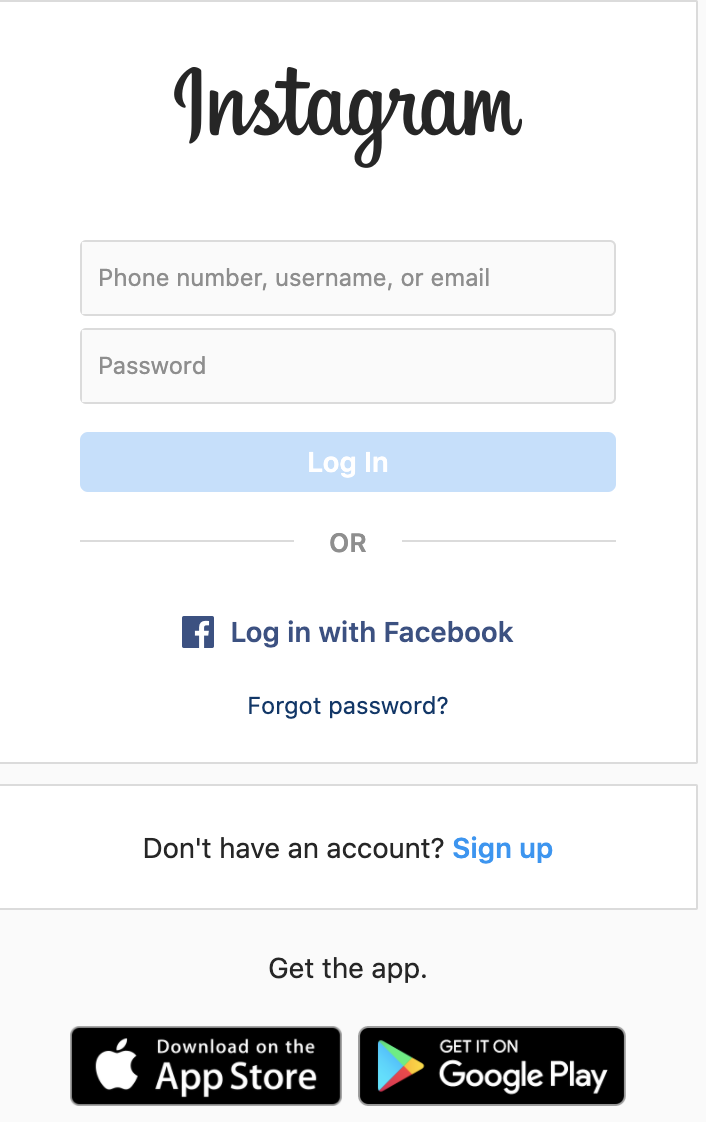 Instagram
Phone number, username, or email
Password
Log In
OR
Log in with Facebook
Forgot password?
Don't have an account? Sign up
Get the app.
Download on the
App Store
GET IT ON
Google Play